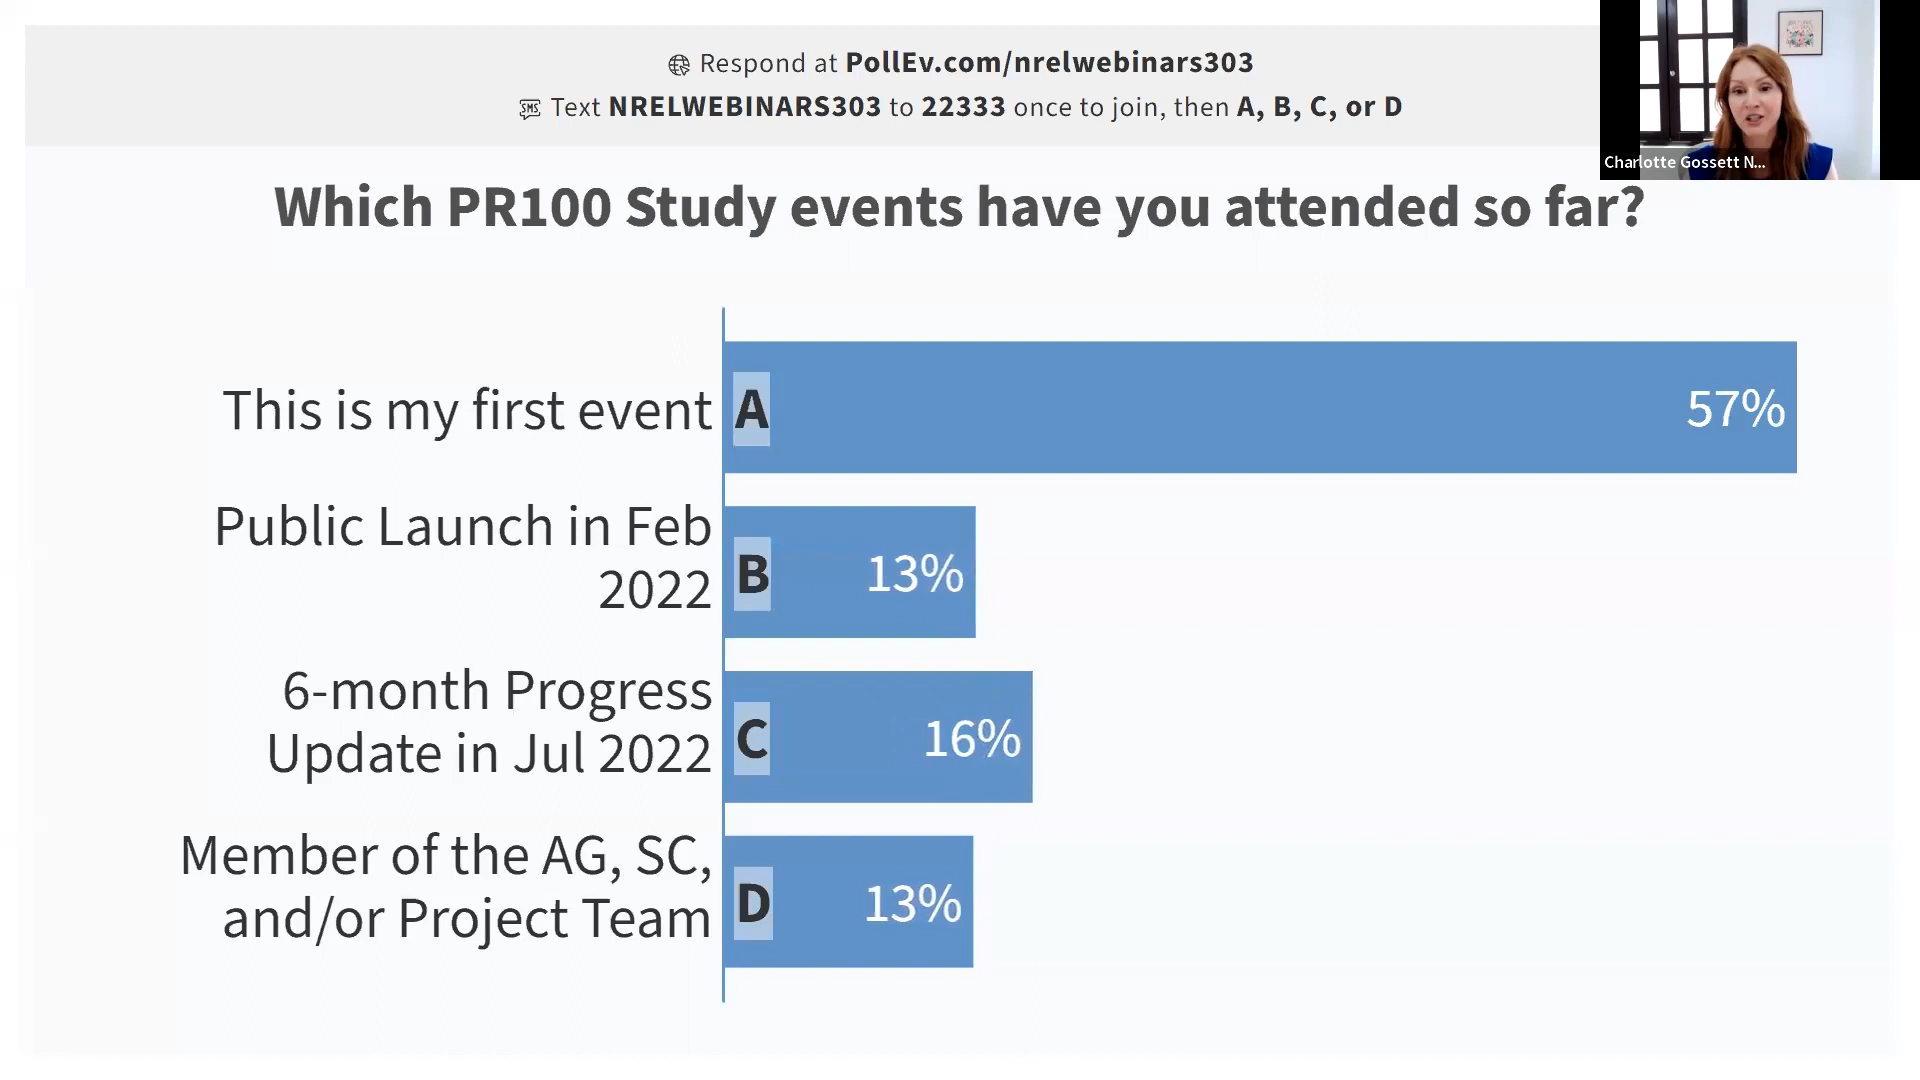 Respond at PollEv.com/nrelwebinars303
SMS Text NRELWEBINARS303 to 22333 once to join, then A, B, C, or D
Charlotte Gossett N...
Which PR100 Study events have you attended so far?
This is my first event A 57%
Public Launch in Feb
2022 B 13%
6-month Progress
Update in Jul 2022 C 16%
Member of the AG, SC,
and/or Project Team D 13%